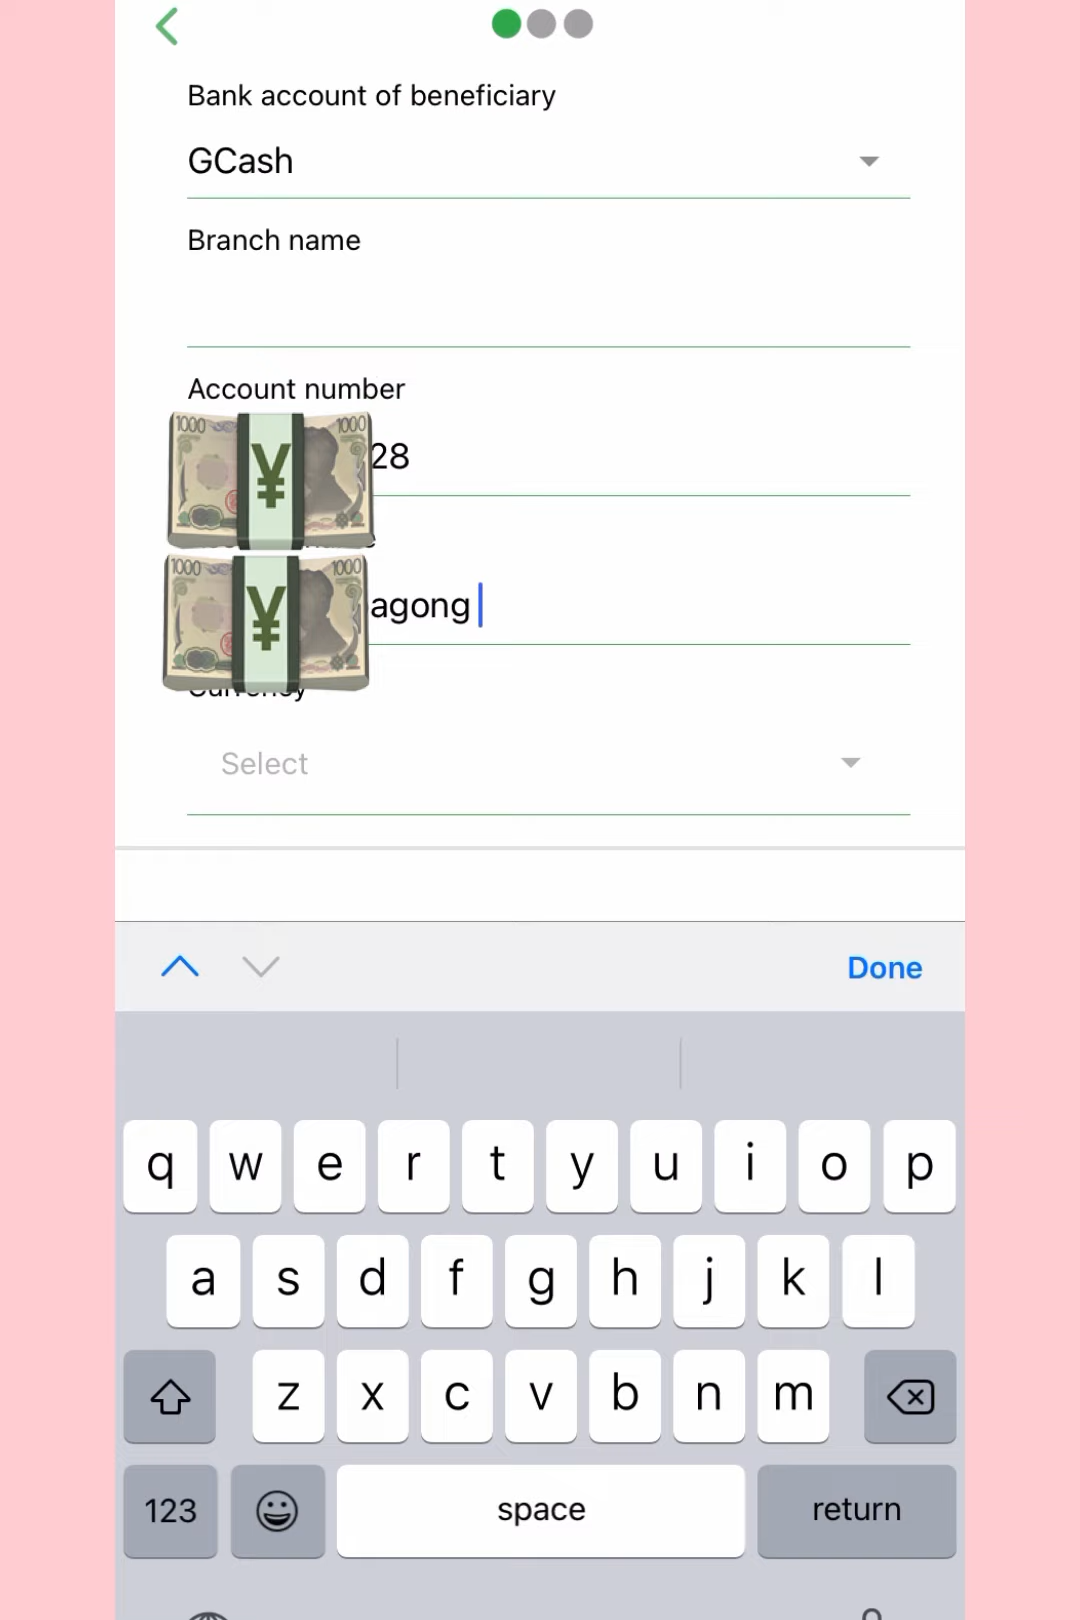 Bank account of beneficiary
GCash
Branch name
Account number
1000 1000
¥
28
1000 1000
¥
agong
Select
Done
q w e r t y u i o p
a s d f g h j k l
z x c v b n m
123 space return